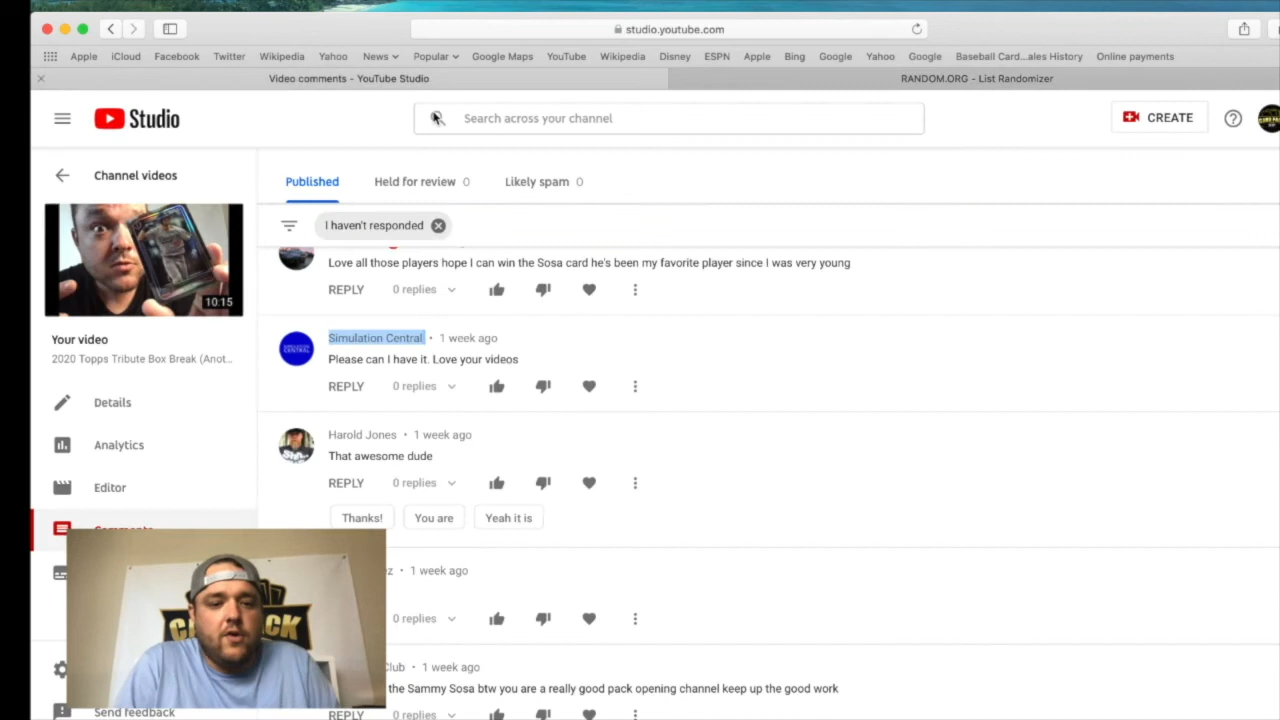 studio.youtube.com
Apple iCloud Facebook Twitter Wikipedia Yahoo News Popular Google Maps YouTube Wikipedia Disney ESPN Apple Bing Google Yahoo Google Baseball Card...ales History Online payments
Video comments - YouTube Studio
RANDOM.ORG - List Randomizer
Studio
Search across your channel
CREATE
Channel videos
Published
Held for review 0
Likely spam 0
I haven't responded
10:15
Your video
2020 Topps Tribute Box Break (Anot...
Details
Analytics
Editor
Comments
Send feedback
Love all those players hope I can win the Sosa card he's been my favorite player since I was very young
REPLY 0 replies
SIMULATION
CENTRAL
Simulation Central • 1 week ago
Please can I have it. Love your videos
REPLY 0 replies
Harold Jones • 1 week ago
That awesome dude
REPLY 0 replies
Thanks! You are Yeah it is
z • 1 week ago
0 replies
Club • 1 week ago
the Sammy Sosa btw you are a really good pack opening channel keep up the good work
REPLY 0 replies